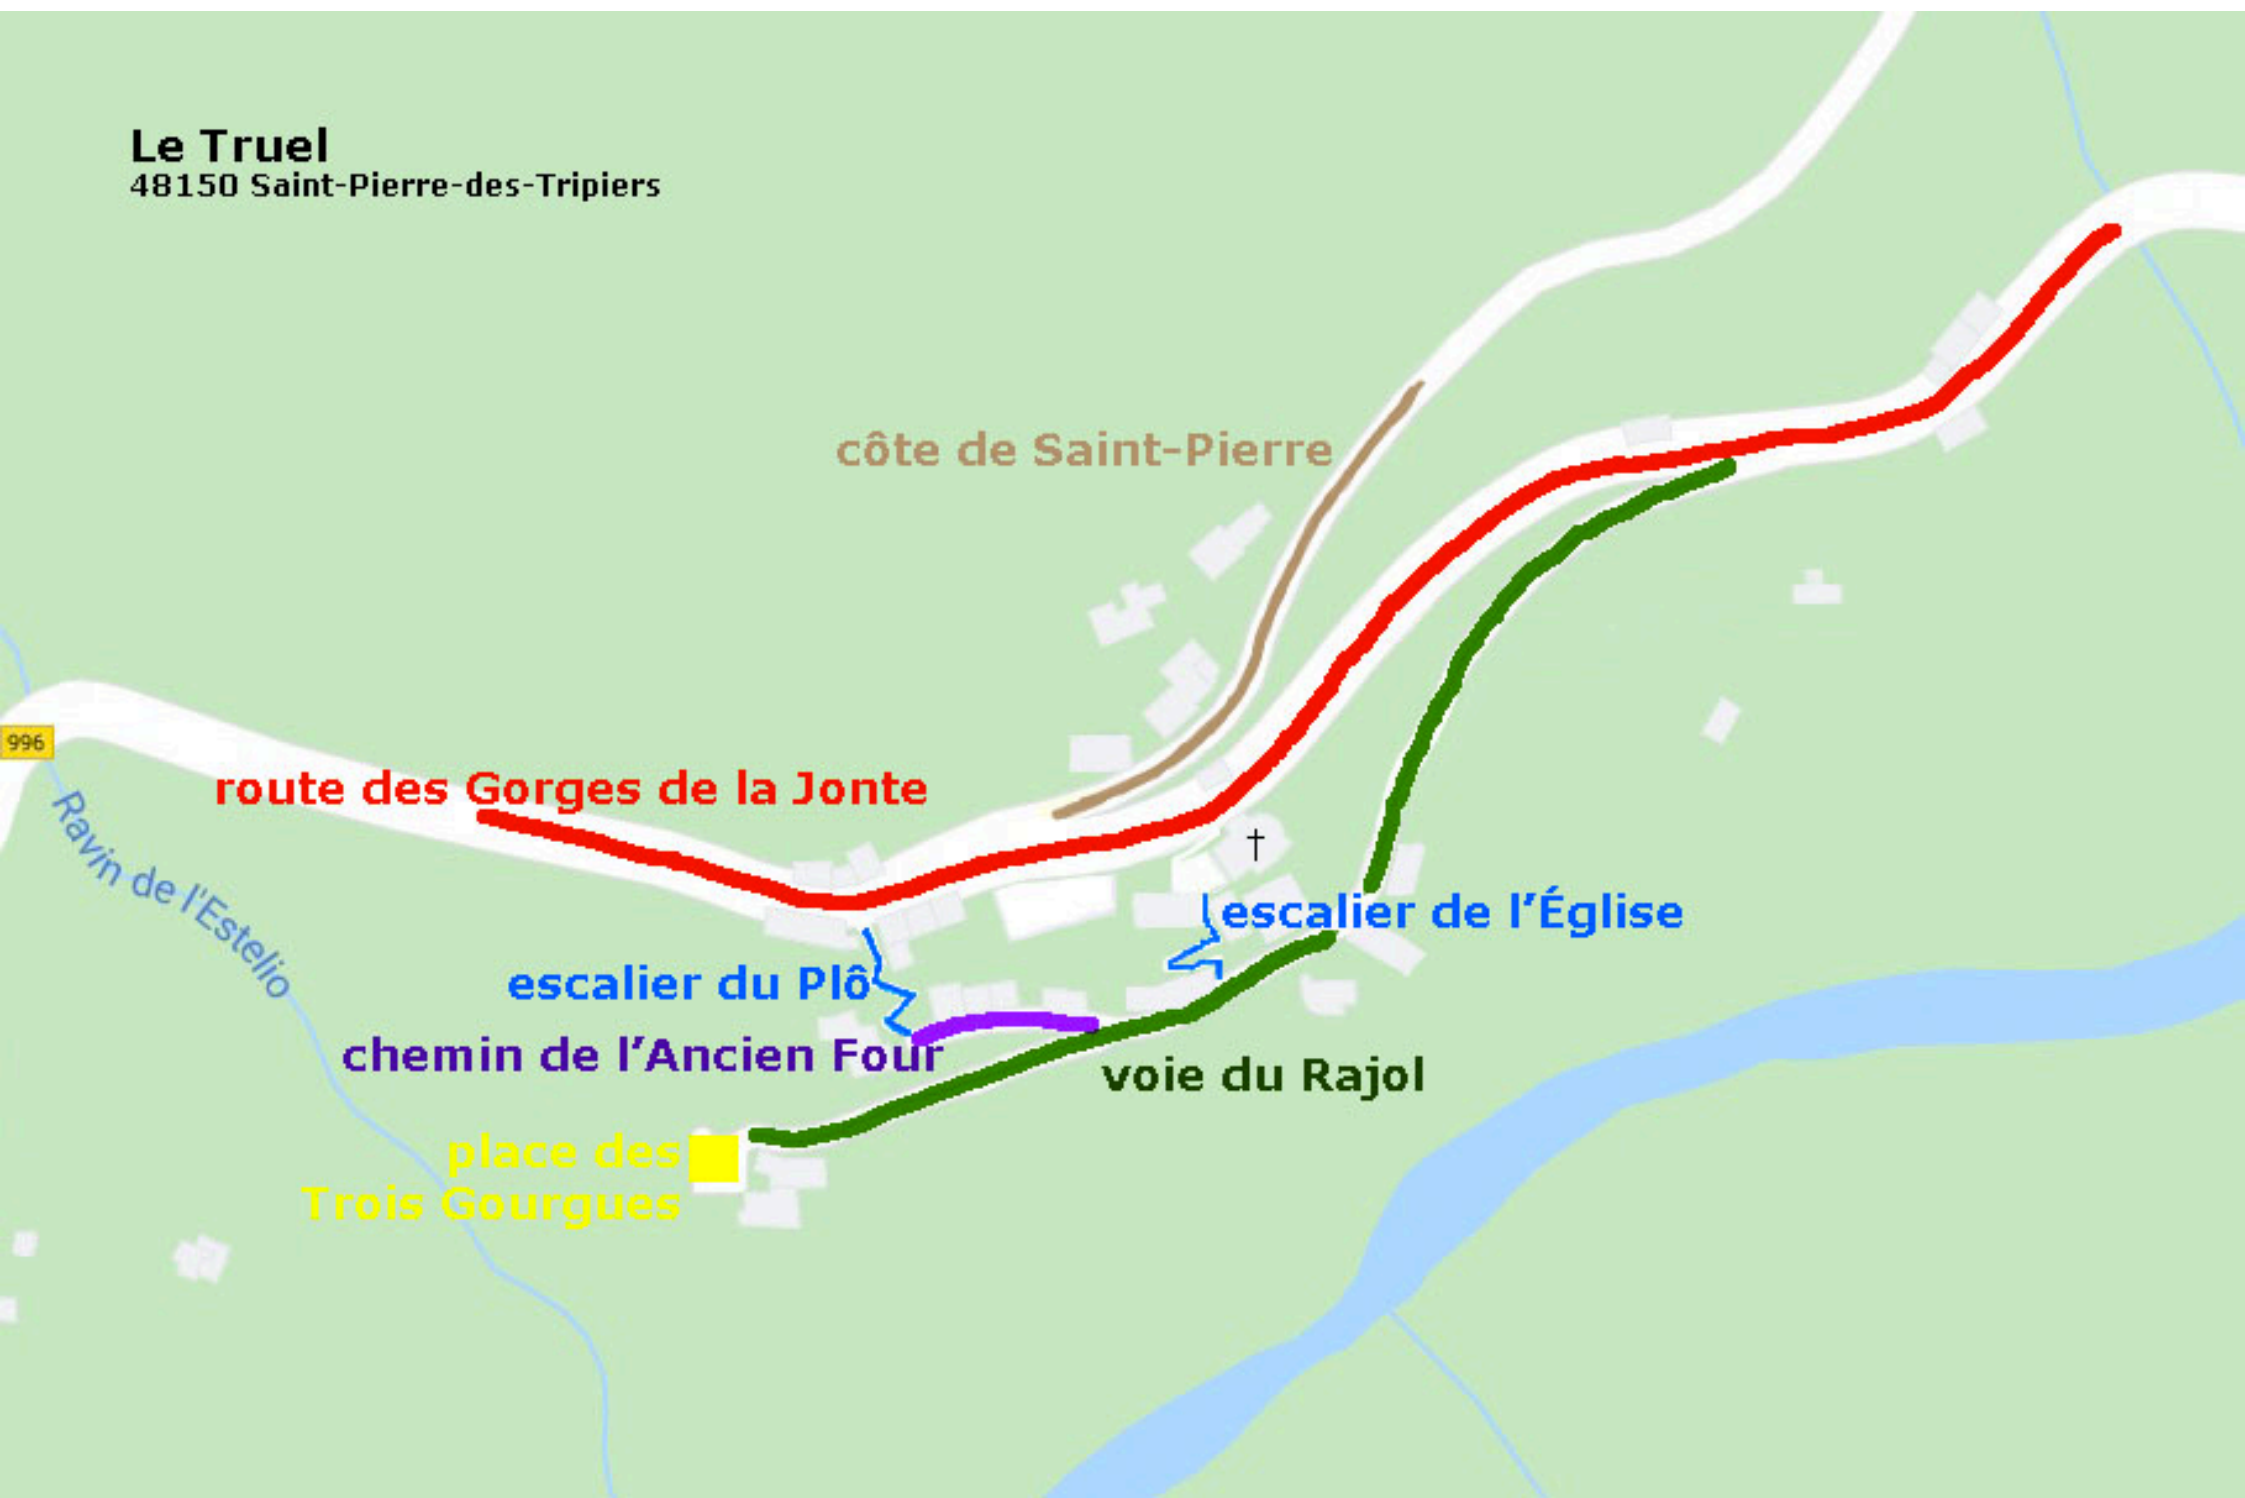 Le Truel
48150 Saint-Pierre-des-Tripiers
côte de Saint-Pierre
996
route des Gorges de la Jonte
Ravin de l'Estelio
escalier de l’Église
escalier du Plô
chemin de l’Ancien Four
voie du Rajol
place des
Trois Gourgues